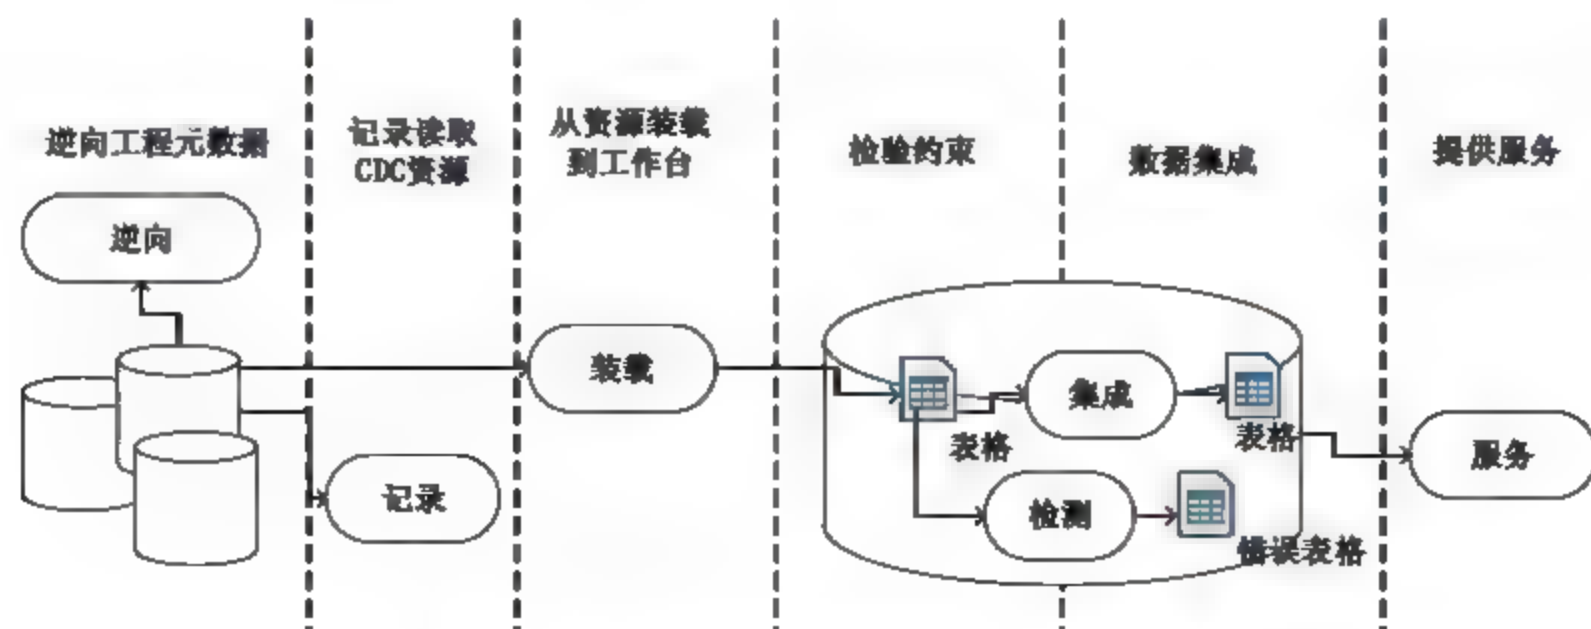 逆向工程元数据
记录读取
CDC资源
从资源装载
到工作台
检验约束
数据集成
提供服务
逆向
装载
记录
表格
集成
表格
检测
错误表格
服务